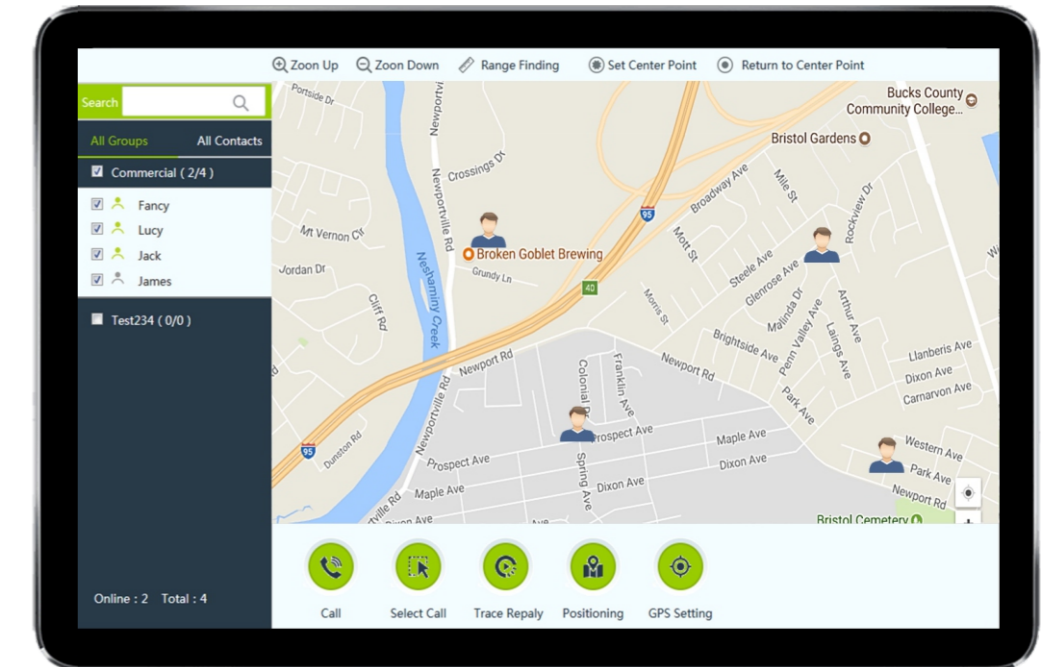 Zoon Up Zoon Down Range Finding Set Center Point Return to Center Point
Search
All Groups All Contacts
Commercial ( 2/4 )
Fancy
Lucy
Jack
James
Test234 ( 0/0 )
Online : 2 Total : 4
Portside Dr
Crossings Dr
Newportville Rd
Mt Vernon Cir
Jordan Dr
Cliff Rd
Neshaminy Creek
Broken Goblet Brewing
Grundy Ln
Bucks County
Community College...
Bristol Gardens
95
Broadway Ave
Mile St
Rockview Dr
Mott St
Steele Ave
Glenrose Ave
Malinda Dr
Arthur Ave
40
Morris St
Brightside Ave
Penn Valley Ave
Laings Ave
Llanberis Ave
Dixon Ave
Carnarvon Ave
Newport Rd
Colonial Dr
Franklin Ave
Newport Rd
Park Ave
Newportville Rd
95
Dunston Rd
Prospect Ave
Prospect Ave
Maple Ave
Dixon Ave
Western Ave
Park Ave
Newport Rd
Spring Ave
Dixon Ave
Maple Ave
Dixon Ave
Bristol Cemetery
Call Select Call Trace Repaly Positioning GPS Setting